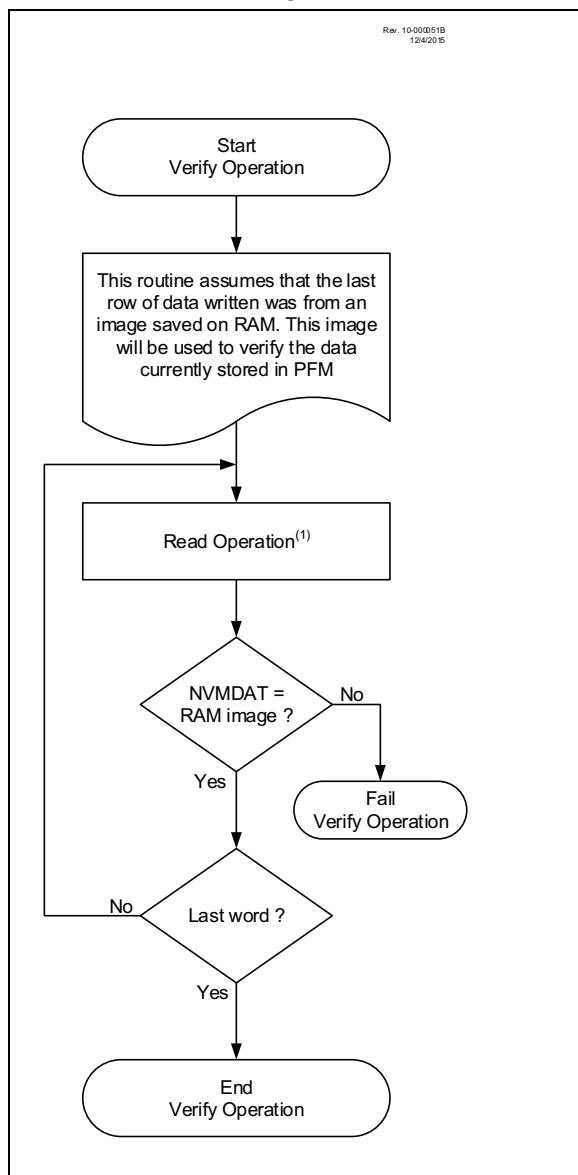 Rev. 10-000051B
12/4/2015
Start
Verify Operation
This routine assumes that the last
row of data written was from an
image saved on RAM. This image
will be used to verify the data
currently stored in PFM
Read Operation(1)
NVMDAT =
RAM image ?
No
Yes
Fail
Verify Operation
No
Last word ?
Yes
End
Verify Operation